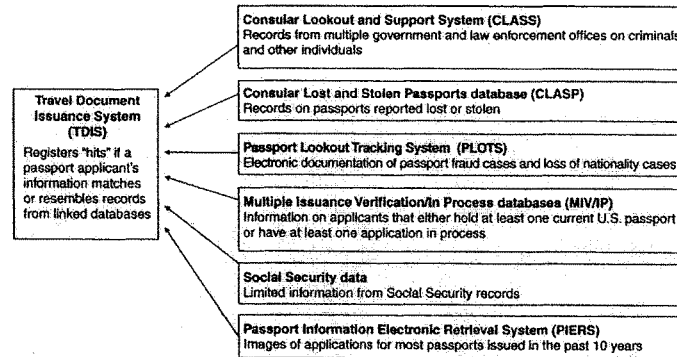 Travel Document
Issuance System
(TDIS)
Registers "hits" if a
passport applicant's
information matches
or resembles records
from linked databases
Consular Lookout and Support System (CLASS)
Records from multiple government and law enforcement offices on criminals
and other individuals
Consular Lost and Stolen Passports database (CLASP)
Records on passports reported lost or stolen
Passport Lookout Tracking System (PLOTS)
Electronic documentation of passport fraud cases and loss of nationality cases
Multiple Issuance Verification/In Process databases (MIV/IP)
Information on applicants that either hold at least one current U.S. passport
or have at least one application in process
Social Security data
Limited information from Social Security records
Passport Information Electronic Retrieval System (PIERS)
Images of applications for most passports issued in the past 10 years